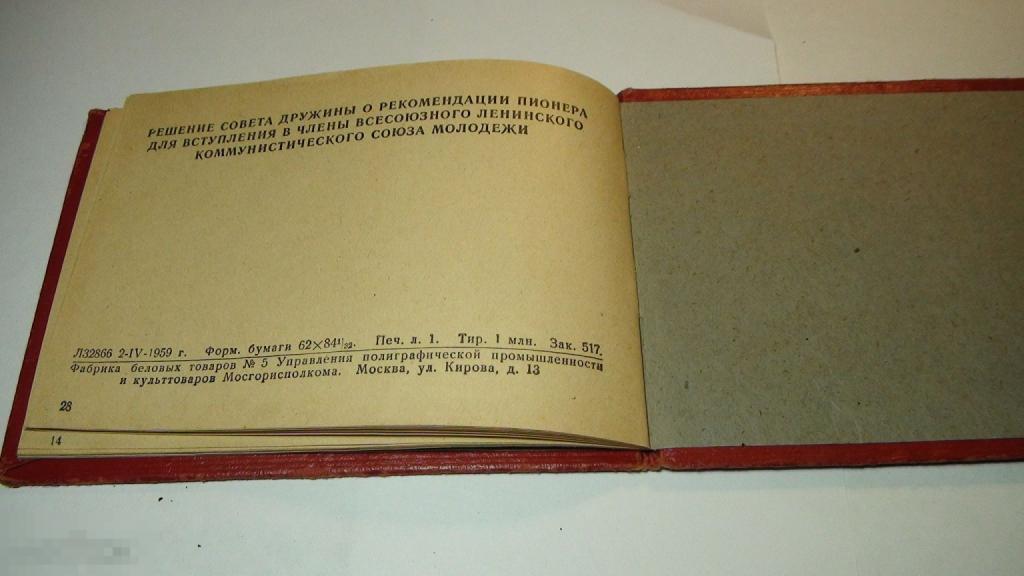 РЕШЕНИЕ СОВЕТА ДРУЖИНЫ О РЕКОМЕНДАЦИИ ПИОНЕРА
ДЛЯ ВСТУПЛЕНИЯ В ЧЛЕНЫ ВСЕСОЮЗНОГО ЛЕНИНСКОГО
КОММУНИСТИЧЕСКОГО СОЮЗА МОЛОДЕЖИ
Л32866 2-IV-1959 г. Форм. бумаги 62×84 1/32. Печ. л. 1. Тир. 1 млн. Зак. 517.
Фабрика беловых товаров № 5 Управления полиграфической промышленности
и культтоваров Мосгорисполкома. Москва, ул. Кирова, д. 13
28
14